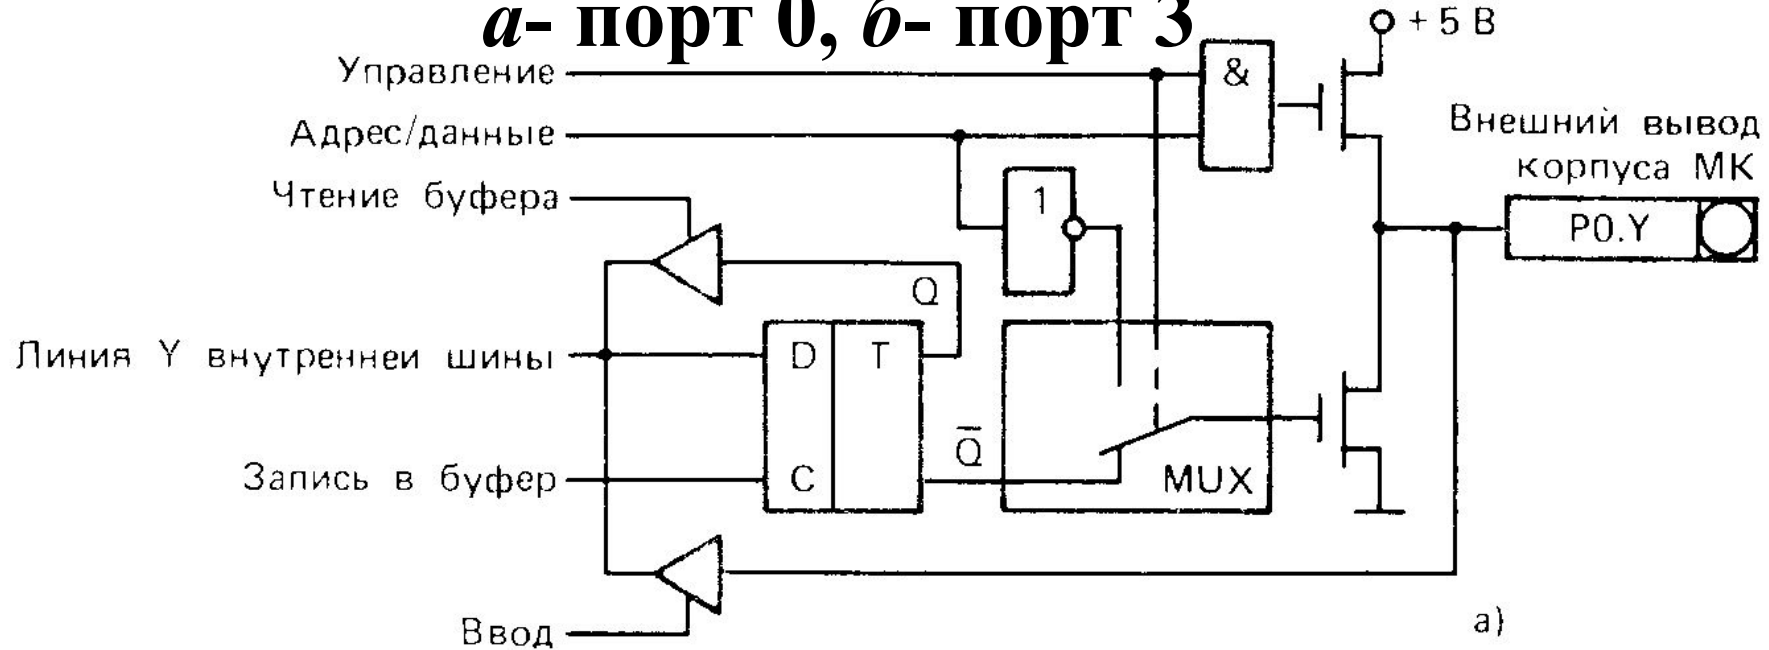 а- порт 0, б- порт 3
+ 5 В
Управление
&
Адрес/данные
Внешний вывод
корпуса МК
Чтение буфера
1
P0.Y
Q
Линия Y внутреннеи шины
D T
Q̅
Запись в буфер
C
MUX
Ввод
а)